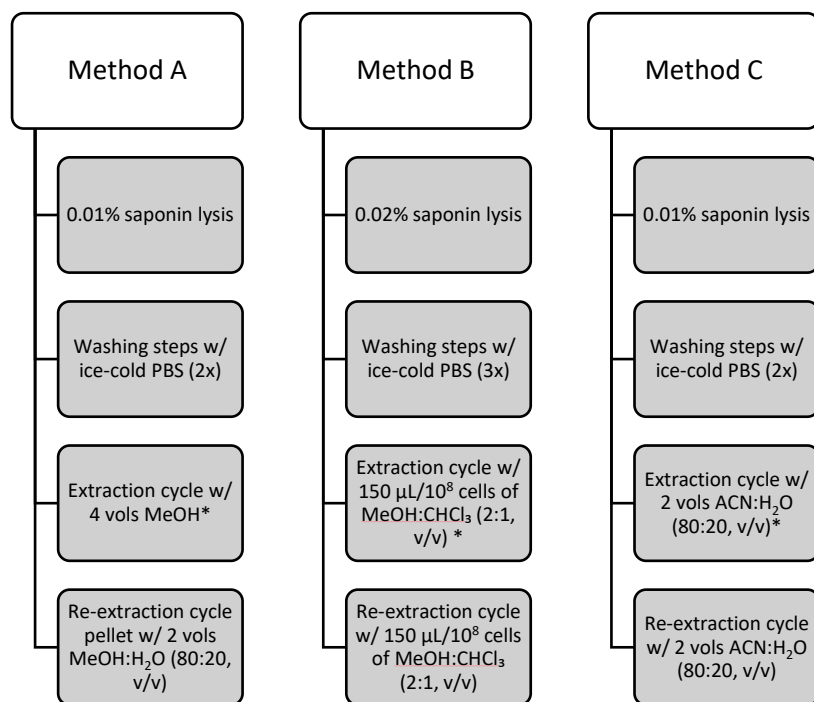 Method A
0.01% saponin lysis
Washing steps w/
ice-cold PBS (2x)
Extraction cycle w/
4 vols MeOH*
Re-extraction cycle
pellet w/ 2 vols
MeOH:H₂O (80:20,
v/v)
Method B
0.02% saponin lysis
Washing steps w/
ice-cold PBS (3x)
Extraction cycle w/
150 µL/10⁸ cells of
MeOH:CHCl₃ (2:1,
v/v) *
Re-extraction cycle
w/ 150 µL/10⁸ cells
of MeOH:CHCl₃
(2:1, v/v)
Method C
0.01% saponin lysis
Washing steps w/
ice-cold PBS (2x)
Extraction cycle w/
2 vols ACN:H₂O
(80:20, v/v)*
Re-extraction cycle
w/ 2 vols ACN:H₂O
(80:20, v/v)